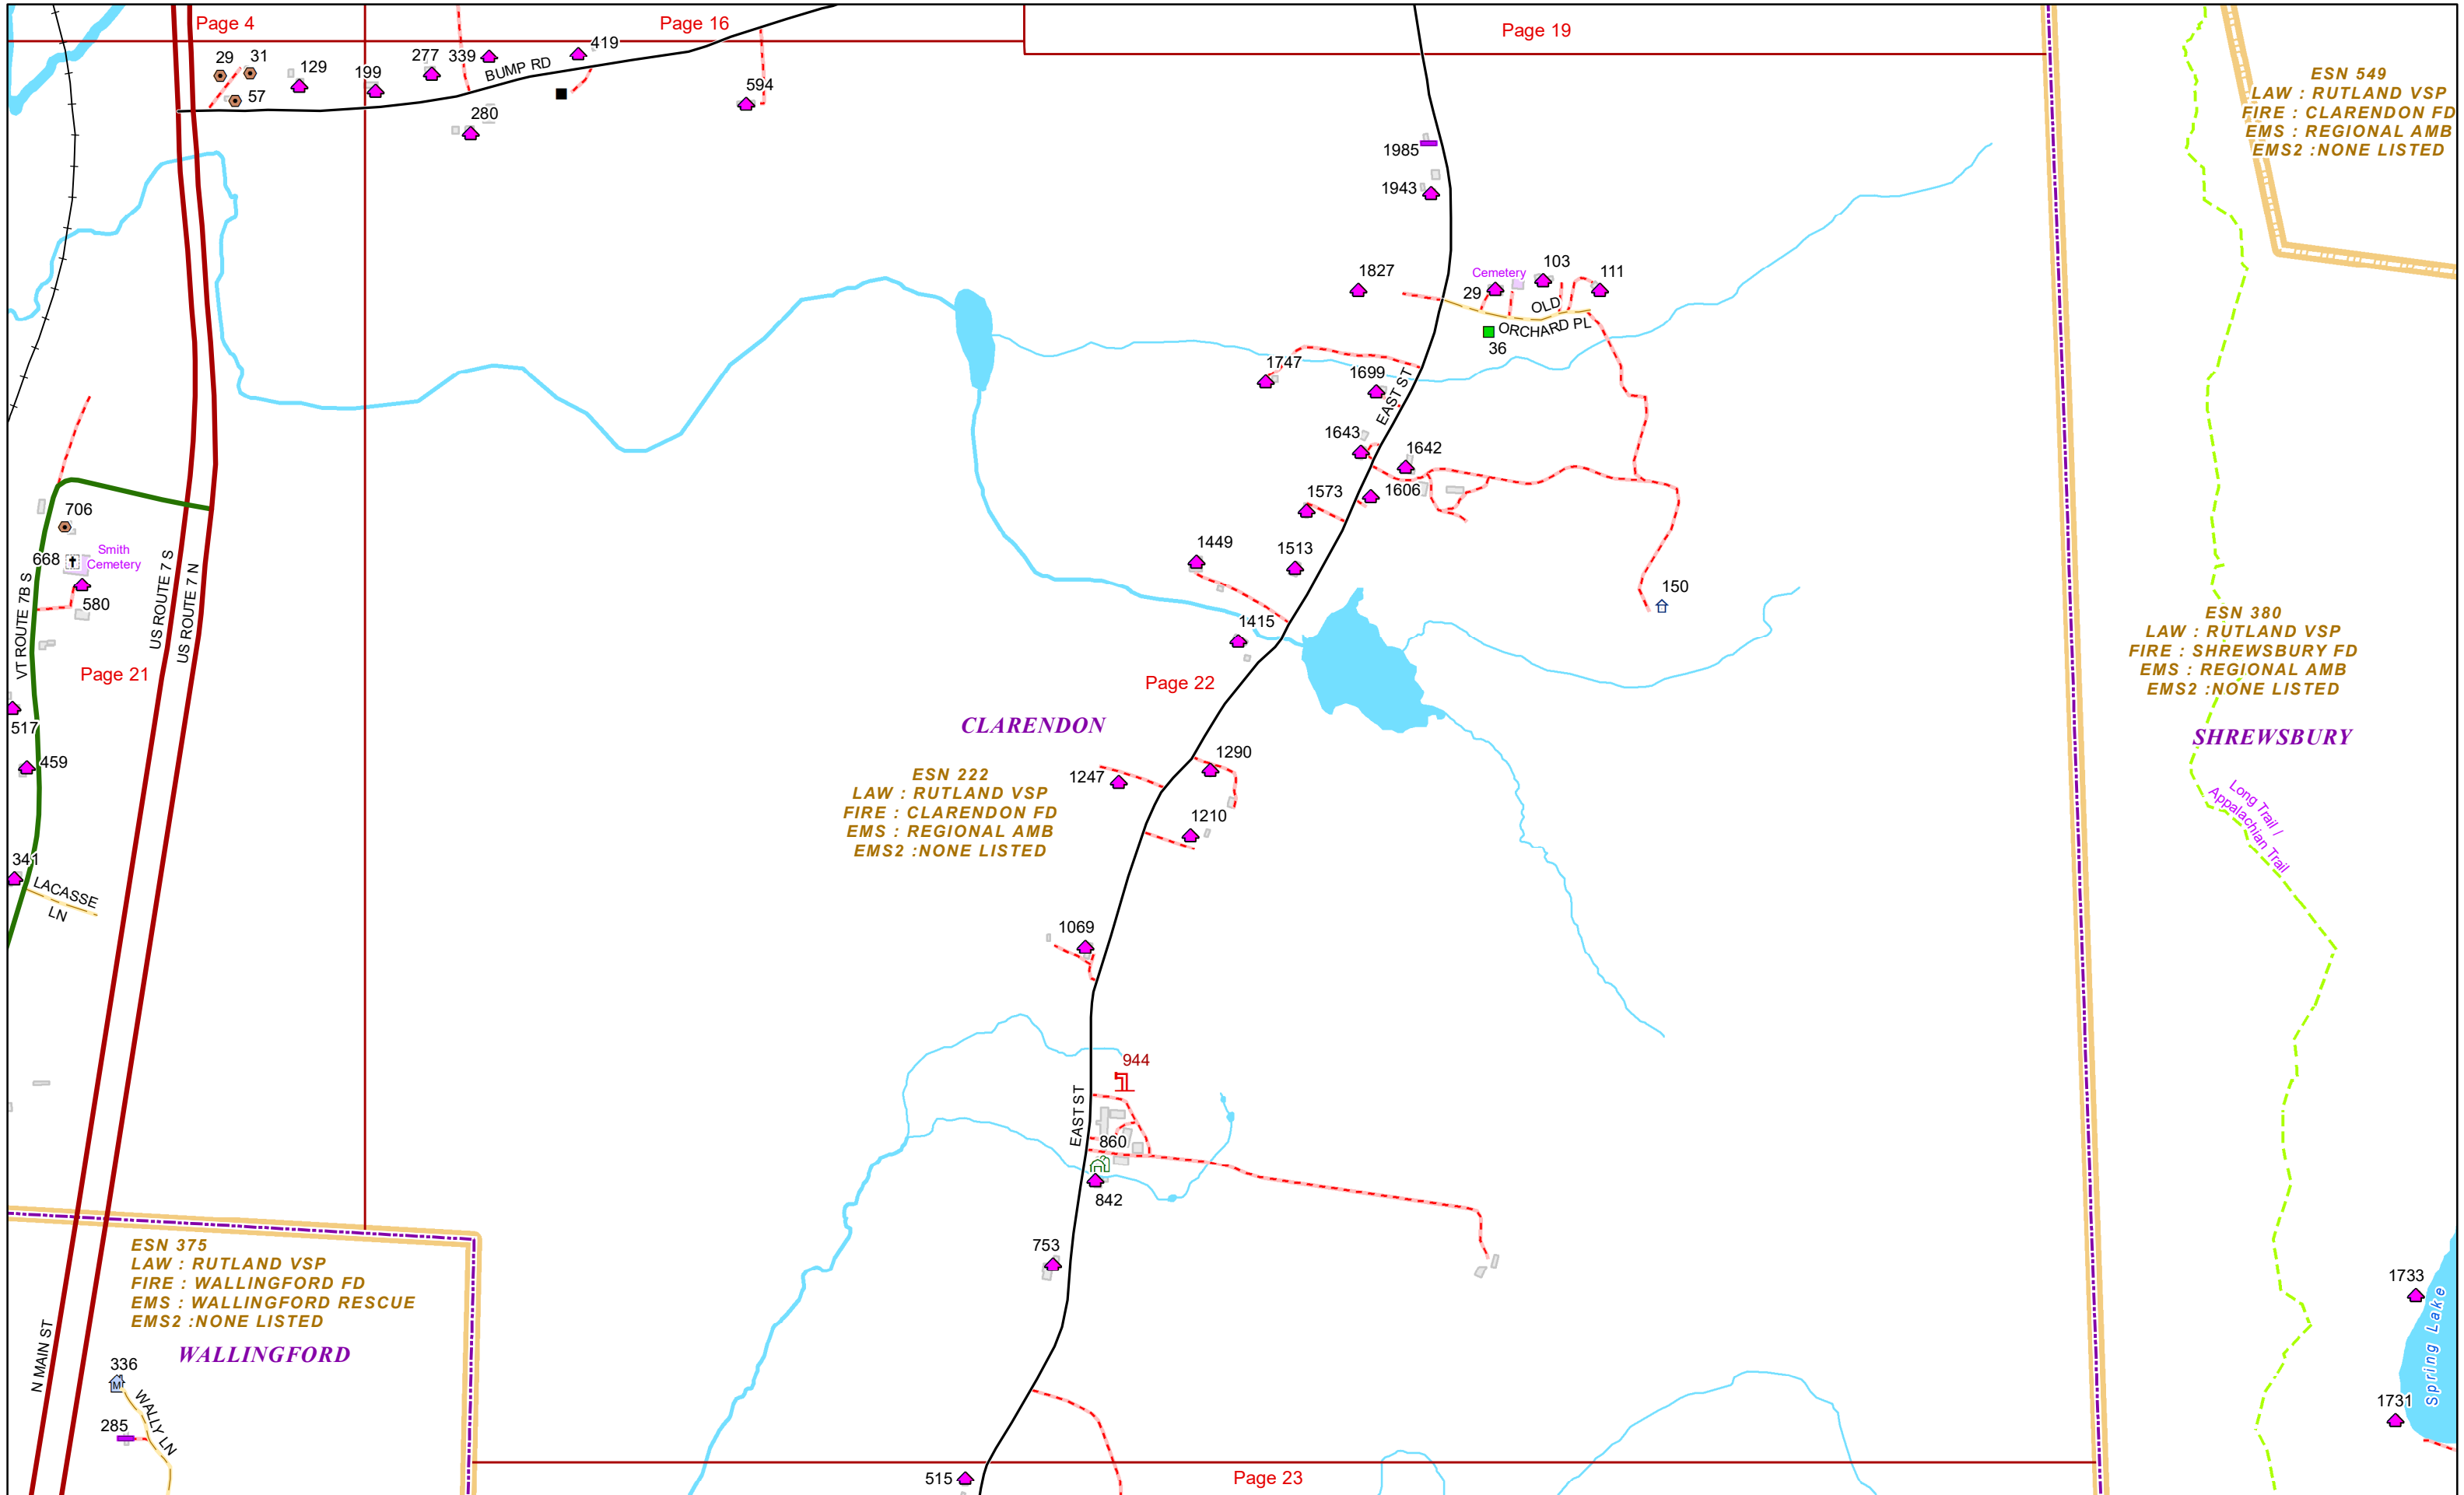 Page 4
Page 16
Page 19
29
31
129
199
277
339
419
BUMP RD
57
280
594
ESN 549
LAW : RUTLAND VSP
FIRE : CLARENDON FD
EMS : REGIONAL AMB
EMS2 :NONE LISTED
1985
1943
1827
Cemetery
103
111
29
OLD
ORCHARD PL
36
1747
1699
EAST ST
1643
1642
1573
1606
1449
1513
150
1415
706
668
Smith
Cemetery
580
VT ROUTE 7B S
US ROUTE 7 S
US ROUTE 7 N
Page 21
Page 22
517
459
341
LACASSE
LN
CLARENDON
ESN 222
LAW : RUTLAND VSP
FIRE : CLARENDON FD
EMS : REGIONAL AMB
EMS2 :NONE LISTED
1247
1290
1210
ESN 380
LAW : RUTLAND VSP
FIRE : SHREWSBURY FD
EMS : REGIONAL AMB
EMS2 :NONE LISTED
SHREWSBURY
Long Trail /
Appalachian Trail
1069
944
EAST ST
860
842
753
ESN 375
LAW : RUTLAND VSP
FIRE : WALLINGFORD FD
EMS : WALLINGFORD RESCUE
EMS2 :NONE LISTED
WALLINGFORD
N MAIN ST
336
M
WALLY LN
285
515
Page 23
1733
Spring Lake
1731